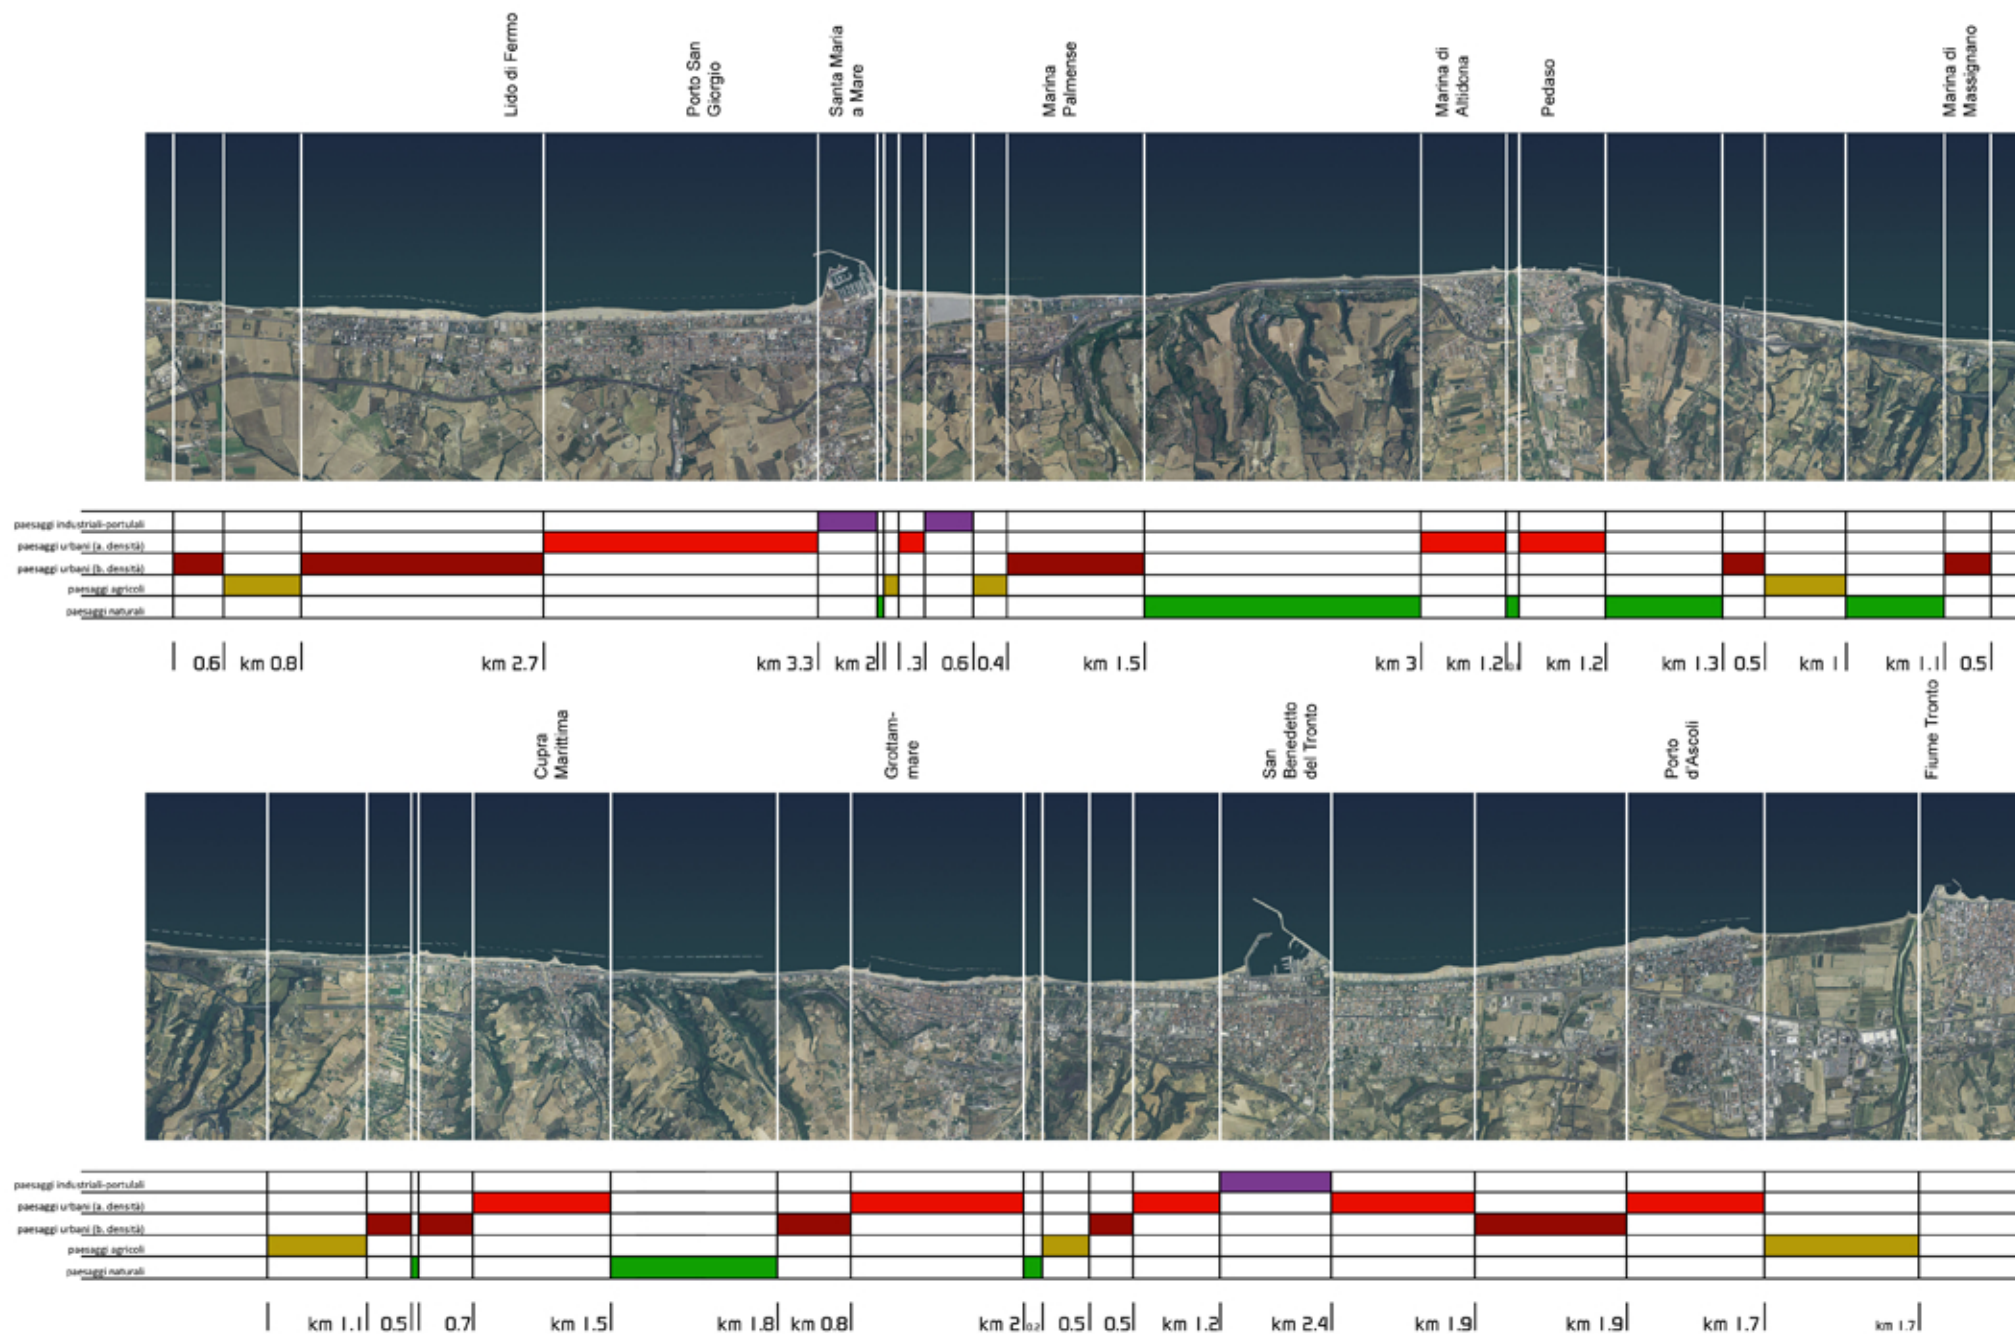 Lido di Fermo
Porto San
Giorgio
Santa Maria
a Mare
Marina
Palmense
Marina di
Altidona
Pedaso
Marina di
Massignano
paesaggi industriali-portulali
paesaggi urbani (a. densità)
paesaggi urbani (b. densità)
paesaggi agricoli
paesaggi naturali
0.6 km 0.8 km 2.7 km 3.3 km 2 1.3 0.6 0.4 km 1.5 km 3 km 1.2 km 1.2 km 1.3 0.5 km 1 km 1.1 0.5
Cupra
Marittima
Grottam-
mare
San
Benedetto
del Tronto
Porto
d'Ascoli
Fiume Tronto
paesaggi industriali-portulali
paesaggi urbani (a. densità)
paesaggi urbani (b. densità)
paesaggi agricoli
paesaggi naturali
km 1.1 0.5 0.7 km 1.5 km 1.8 km 0.8 km 2 0.2 0.5 0.5 km 1.2 km 2.4 km 1.9 km 1.9 km 1.7 km 1.7